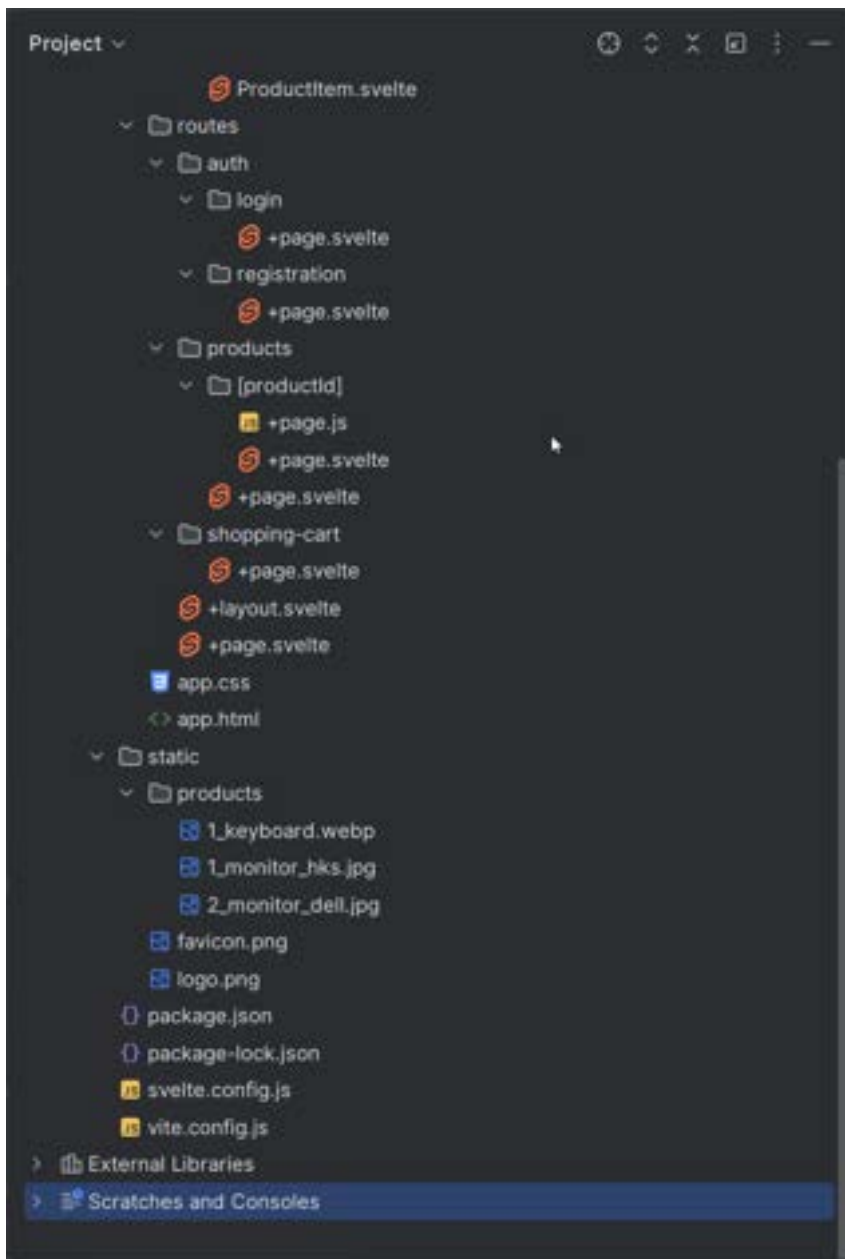 Project
ProductItem.svelte
routes
auth
login
+page.svelte
registration
+page.svelte
products
[productId]
JS +page.js
+page.svelte
+page.svelte
shopping-cart
+page.svelte
+layout.svelte
+page.svelte
app.css
<> app.html
static
products
1_keyboard.webp
1_monitor_hks.jpg
2_monitor_dell.jpg
favicon.png
logo.png
{} package.json
{} package-lock.json
JS svelte.config.js
JS vite.config.js
External Libraries
Scratches and Consoles